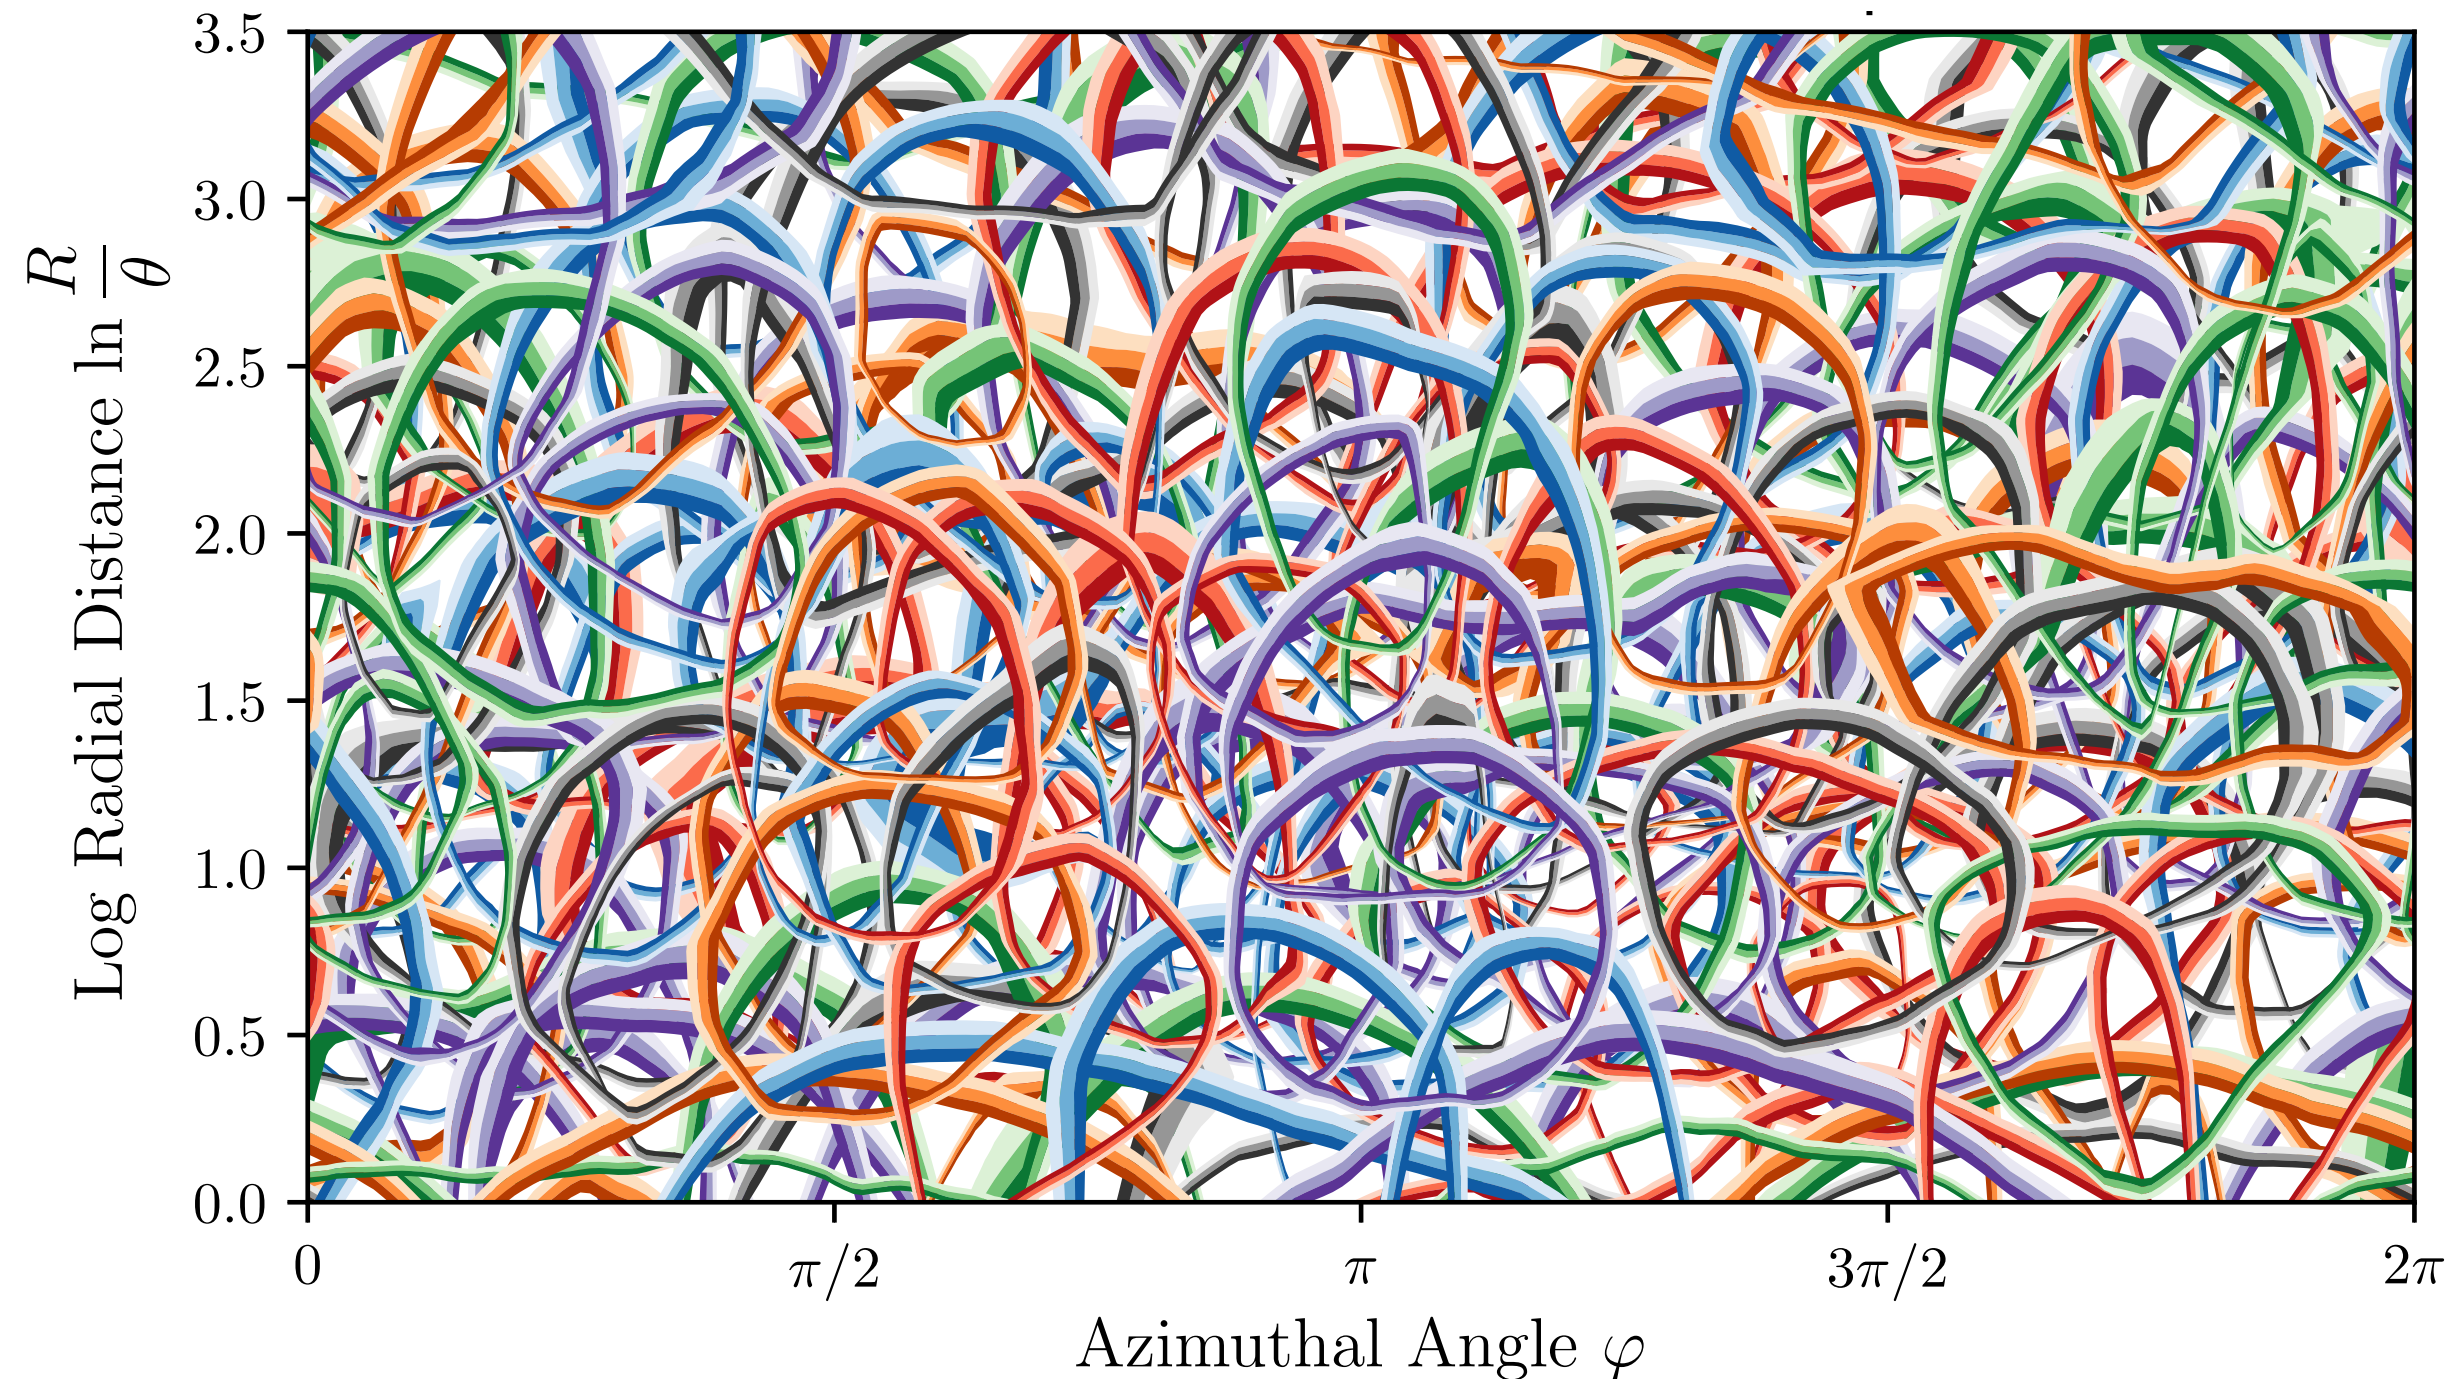 3.5
3.0
2.5
2.0
1.5
1.0
0.5
0.0
Log Radial Distance ln R/θ
0 π/2 π 3π/2 2π
Azimuthal Angle φ